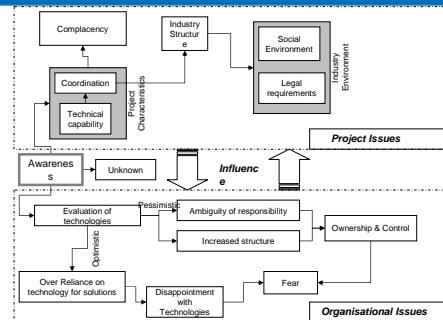 Complacency
Industry
Structur
e
Social
Environment
Legal
requirements
Industry
Environment
Coordination
Technical
capability
Project
Characteristics
Project Issues
Awarenes
s
Unknown
Influenc
e
Evaluation of
technologies
Pessimistic
Optimistic
Ambiguity of responsibility
Increased structure
Ownership & Control
Over Reliance on
technology for solutions
Disappointment
with
Technologies
Fear
Organisational Issues